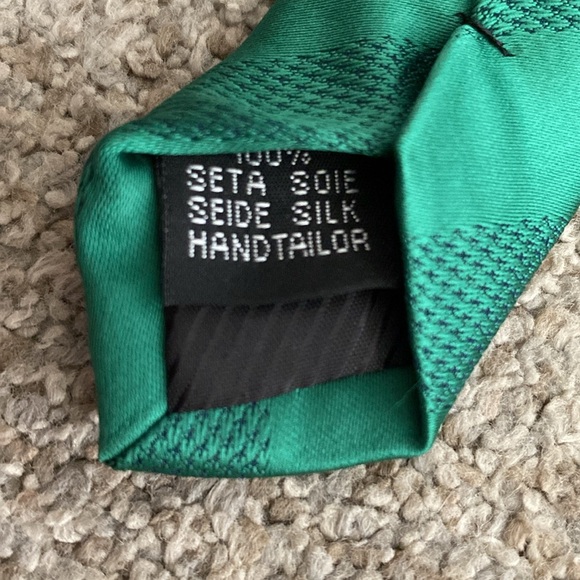 100%
SETA SOIE
SEIDE SILK
HANDTAILOR